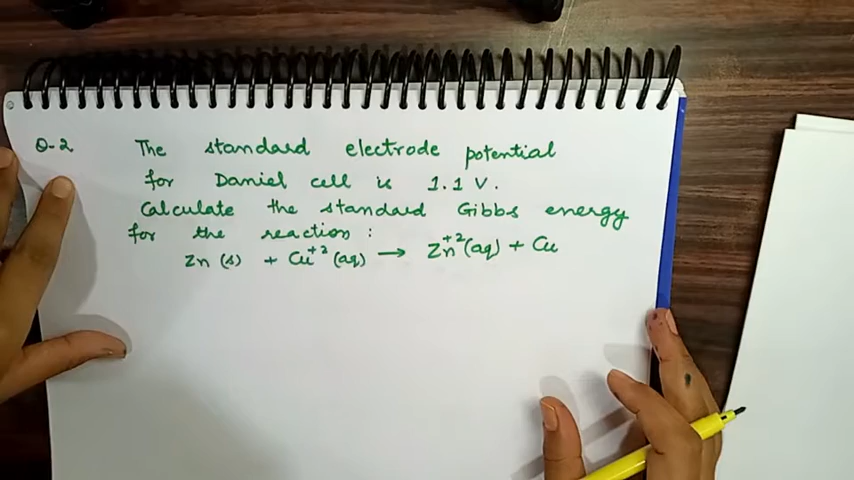 Q-2 The standard electrode potential
for Daniel cell is 1.1 V.
Calculate the standard Gibbs energy
for the reaction :
Zn (s) + Cu+2 (aq) → Zn+2 (aq) + Cu